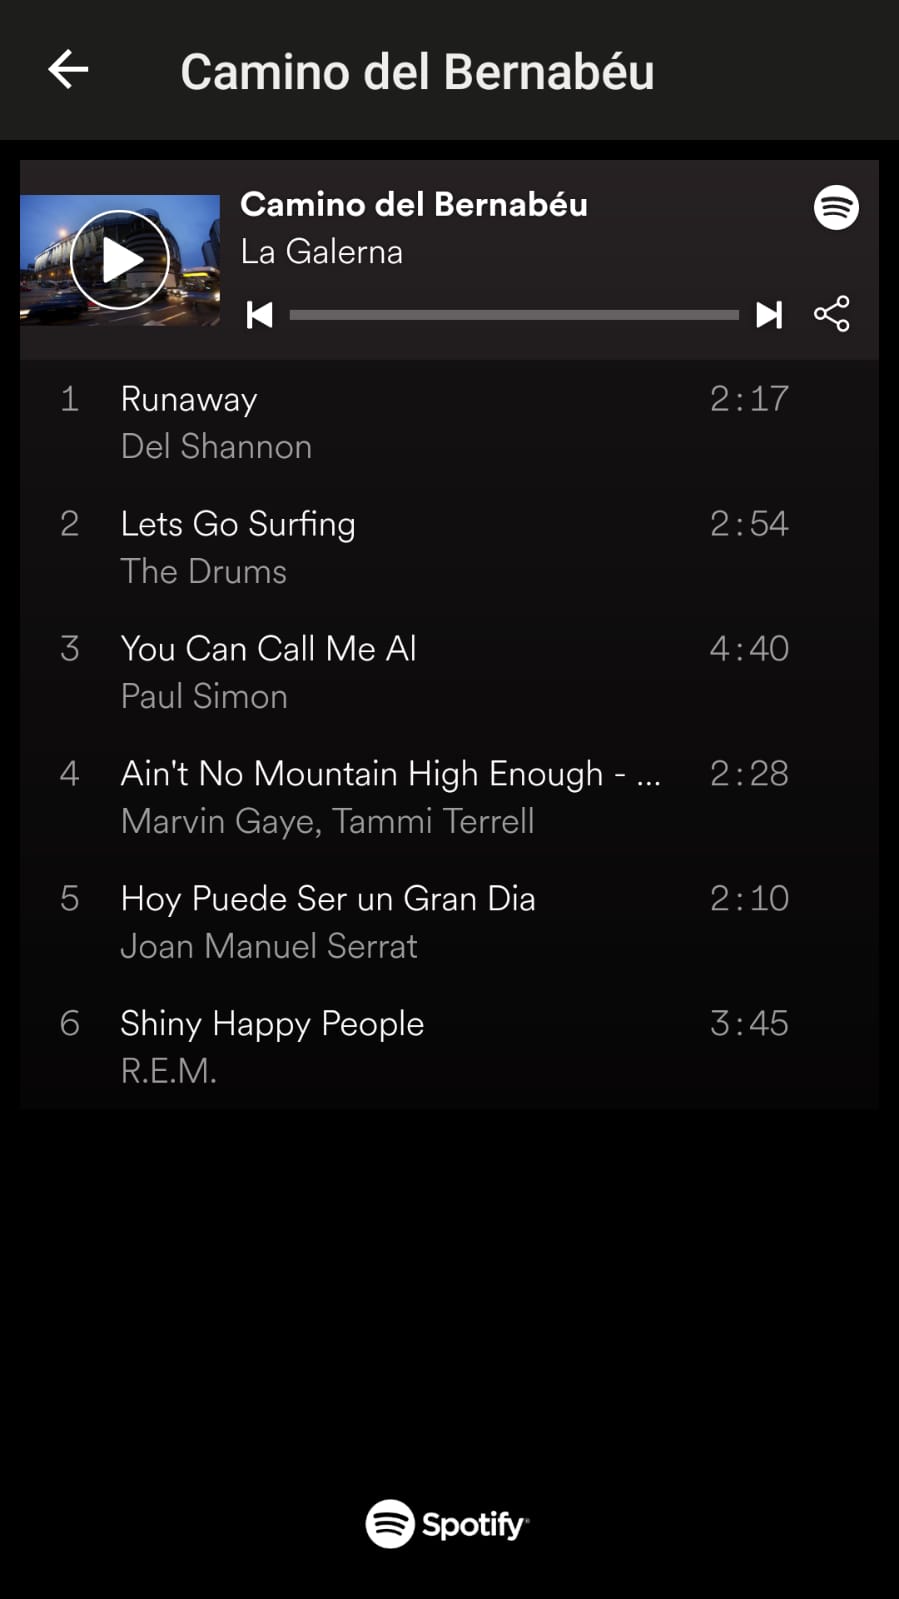 Camino del Bernabéu
Camino del Bernabéu
La Galerna
1 Runaway 2:17
Del Shannon
2 Lets Go Surfing 2:54
The Drums
3 You Can Call Me Al 4:40
Paul Simon
4 Ain't No Mountain High Enough - ... 2:28
Marvin Gaye, Tammi Terrell
5 Hoy Puede Ser un Gran Dia 2:10
Joan Manuel Serrat
6 Shiny Happy People 3:45
R.E.M.
Spotify